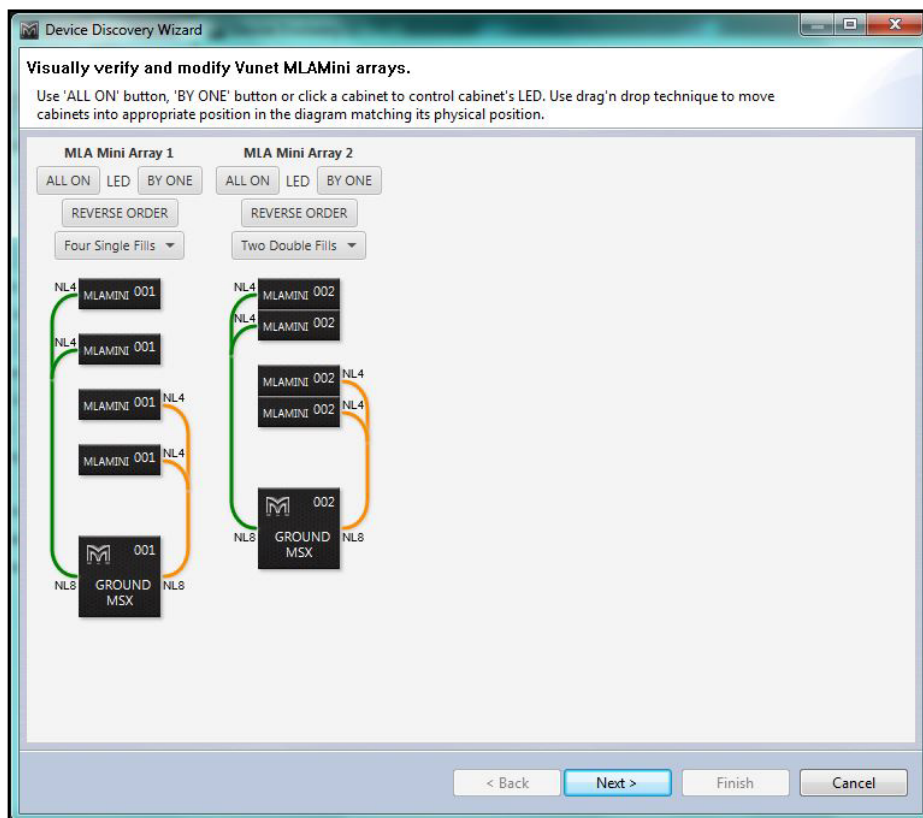 Device Discovery Wizard
Visually verify and modify Vunet MLAMini arrays.
Use 'ALL ON' button, 'BY ONE' button or click a cabinet to control cabinet's LED. Use drag'n drop technique to move
cabinets into appropriate position in the diagram matching its physical position.
MLA Mini Array 1
ALL ON LED BY ONE
REVERSE ORDER
Four Single Fills
NL4 MLAMINI 001
NL4 MLAMINI 001
MLAMINI 001 NL4
MLAMINI 001 NL4
001
NL8 GROUND NL8
MSX
MLA Mini Array 2
ALL ON LED BY ONE
REVERSE ORDER
Two Double Fills
NL4 MLAMINI 002
NL4 MLAMINI 002
MLAMINI 002 NL4
MLAMINI 002 NL4
002
NL8 GROUND NL8
MSX
< Back Next > Finish Cancel